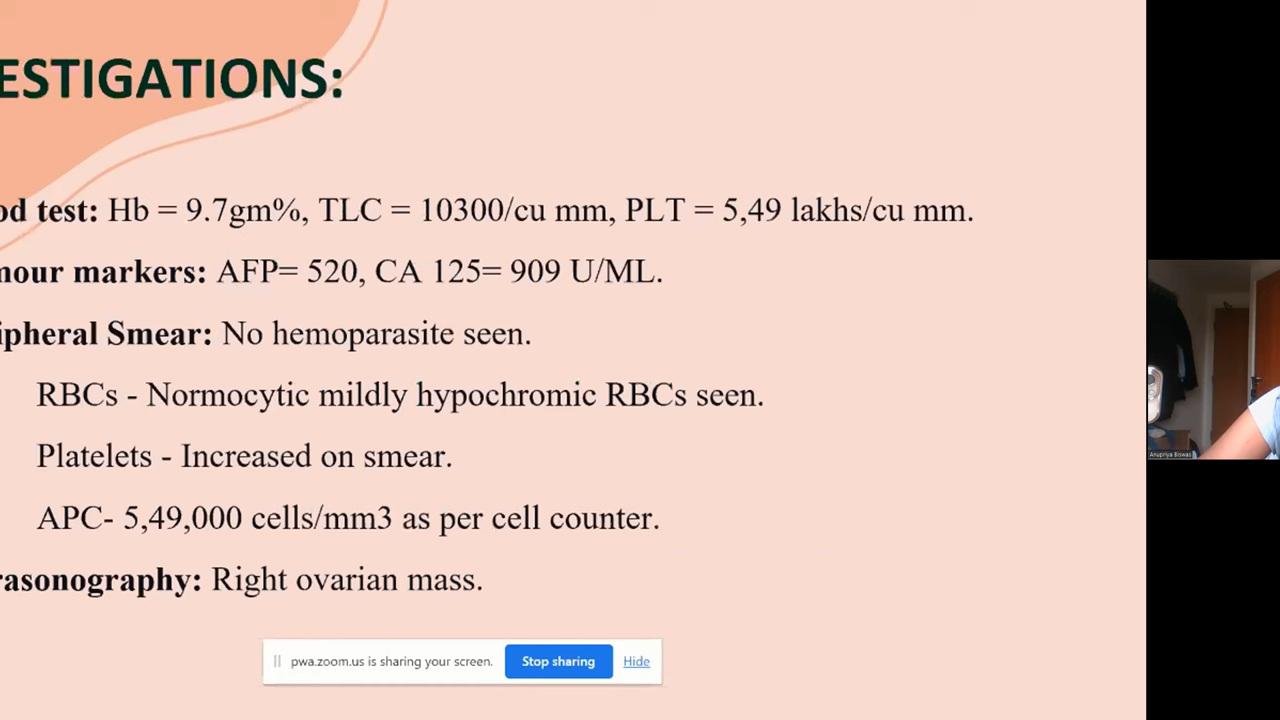 ESTIGATIONS:
od test: Hb = 9.7gm%, TLC = 10300/cu mm, PLT = 5,49 lakhs/cu mm.
mour markers: AFP= 520, CA 125= 909 U/ML.
ipheral Smear: No hemoparasite seen.
RBCs - Normocytic mildly hypochromic RBCs seen.
Platelets - Increased on smear.
APC- 5,49,000 cells/mm3 as per cell counter.
rasonography: Right ovarian mass.
pwa.zoom.us is sharing your screen. Stop sharing Hide
Anupriya Biswas